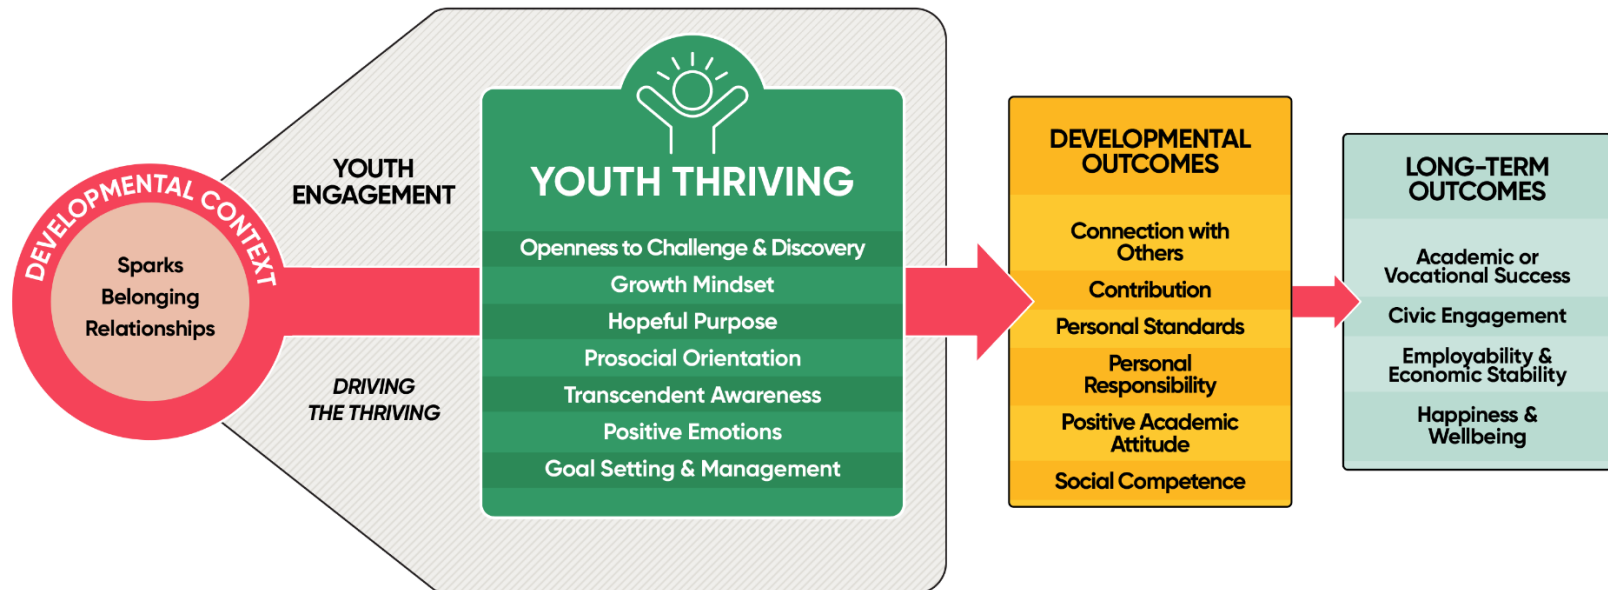 DEVELOPMENTAL CONTEXT
Sparks
Belonging
Relationships
YOUTH
ENGAGEMENT
DRIVING
THE THRIVING
YOUTH THRIVING
Openness to Challenge & Discovery
Growth Mindset
Hopeful Purpose
Prosocial Orientation
Transcendent Awareness
Positive Emotions
Goal Setting & Management
DEVELOPMENTAL
OUTCOMES
Connection with
Others
Contribution
Personal Standards
Personal
Responsibility
Positive Academic
Attitude
Social Competence
LONG-TERM
OUTCOMES
Academic or
Vocational Success
Civic Engagement
Employability &
Economic Stability
Happiness &
Wellbeing